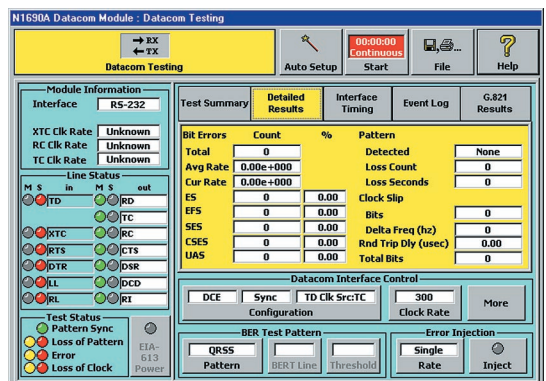 N1690A Datacom Module : Datacom Testing
RX
TX
Datacom Testing
Auto Setup
00:00:00
Continuous
Start
File
Help
Module Information
Interface RS-232
XTC Clk Rate Unknown
RC Clk Rate Unknown
TC Clk Rate Unknown
Line Status
M S in M S out
TD RD
TC
XTC RC
RTS CTS
DTR DSR
LL DCD
RL RI
Test Status
Pattern Sync
Loss of Pattern
Error
Loss of Clock
EIA-
613
Power
Test Summary
Detailed
Results
Interface
Timing
Event Log
G.821
Results
Bit Errors Count % Pattern
Total 0 Detected None
Avg Rate 0.00e+000 Loss Count 0
Cur Rate 0.00e+000 Loss Seconds 0
ES 0 0.00 Clock Slip
EFS 0 0.00 Bits 0
SES 0 0.00 Delta Freq (hz) 0
CSES 0 0.00 Rnd Trip Dly (usec) 0.00
UAS 0 0.00 Total Bits 0
Datacom Interface Control
DCE Sync TD Clk Src:TC
Configuration
300
Clock Rate
More
BER Test Pattern
QRSS
Pattern
BERT Line
Threshold
Error Injection
Single
Rate
Inject